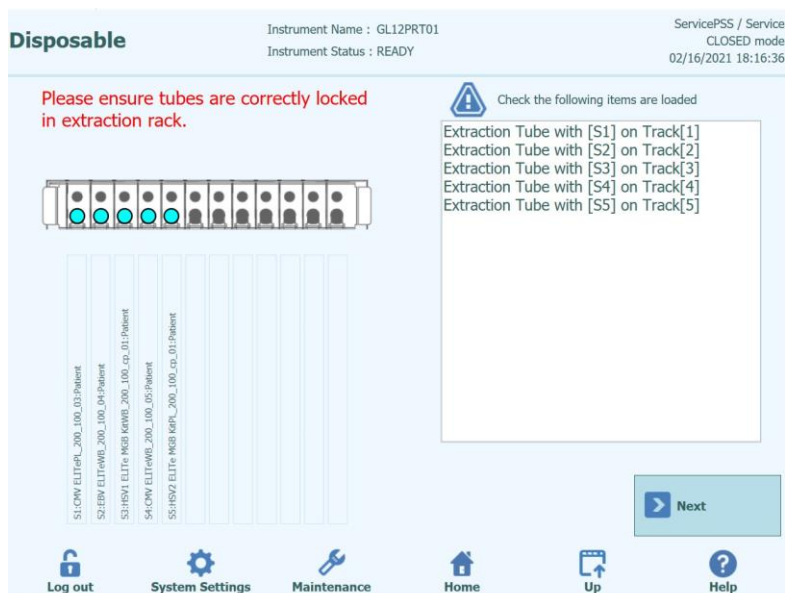 Disposable
Instrument Name : GL12PRT01
Instrument Status : READY
ServicePSS / Service
CLOSED mode
02/16/2021 18:16:36
Please ensure tubes are correctly locked
in extraction rack.
Check the following items are loaded
Extraction Tube with [S1] on Track[1]
Extraction Tube with [S2] on Track[2]
Extraction Tube with [S3] on Track[3]
Extraction Tube with [S4] on Track[4]
Extraction Tube with [S5] on Track[5]
S1:CMV ELITePL_200_100_03:Patient
S2:EBV ELITeWB_200_100_04:Patient
S3:HSV1 ELITe MGB KitWB_200_100_cp_01:Patient
S4:CMV ELITeWB_200_100_05:Patient
S5:HSV2 ELITe MGB KitPL_200_100_cp_01:Patient
Next
Log out
System Settings
Maintenance
Home
Up
Help